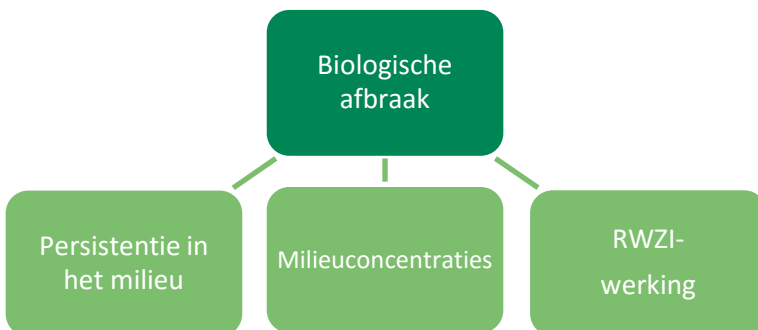 Biologische
afbraak
Persistentie in
het milieu
Milieuconcentraties
RWZI-
werking